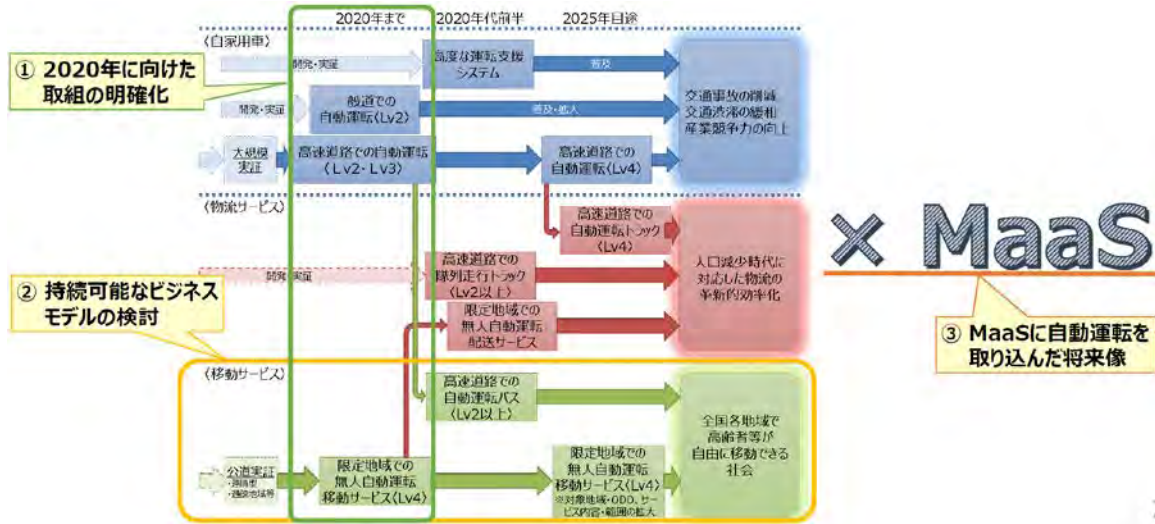 2020年まで
2020年代前半
2025年目途
〈自家用車〉
① 2020年に向けた
取組の明確化
開発・実証
高度な運転支援
システム
普及
開発・実証
一般道での
自動運転(Lv2)
普及・拡大
大規模
実証
高速道路での自動運転
(Lv2・Lv3)
高速道路での
自動運転(Lv4)
交通事故の削減
交通渋滞の緩和
産業競争力の向上
〈物流サービス〉
高速道路での
自動運転トラック
(Lv4)
開発・実証
高速道路での
隊列走行トラック
(Lv2以上)
限定地域での
無人自動運転
配送サービス
人口減少時代に
対応した物流の
革新的効率化
② 持続可能なビジネス
モデルの検討
× MaaS
③ MaaSに自動運転を
取り込んだ将来像
〈移動サービス〉
高速道路での
自動運転バス
(Lv2以上)
公道実証
限定地域での
無人自動運転
移動サービス(Lv4)
限定地域での
無人自動運転
移動サービス(Lv4)
※対象地域・ODD、サー
ビス内容・範囲の拡大
全国各地域で
高齢者等が
自由に移動できる
社会